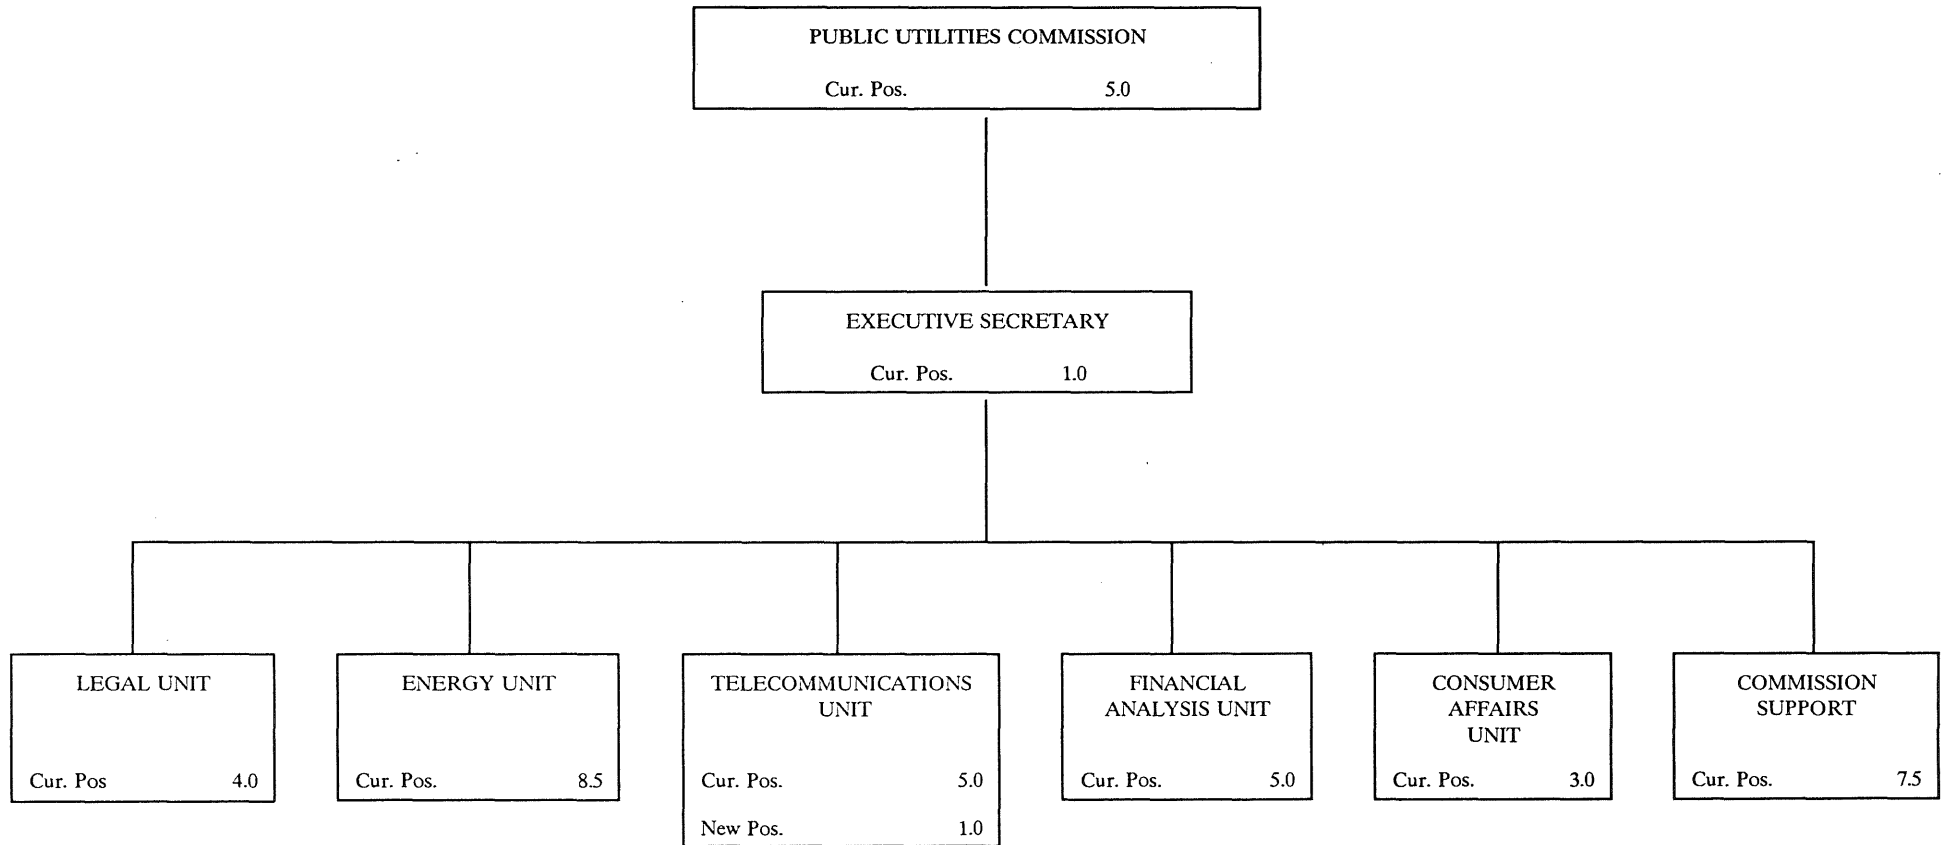 PUBLIC UTILITIES COMMISSION
Cur. Pos. 5.0
EXECUTIVE SECRETARY
Cur. Pos. 1.0
LEGAL UNIT
Cur. Pos 4.0
ENERGY UNIT
Cur. Pos. 8.5
TELECOMMUNICATIONS
UNIT
Cur. Pos. 5.0
New Pos. 1.0
FINANCIAL
ANALYSIS UNIT
Cur. Pos. 5.0
CONSUMER
AFFAIRS
UNIT
Cur. Pos. 3.0
COMMISSION
SUPPORT
Cur. Pos. 7.5